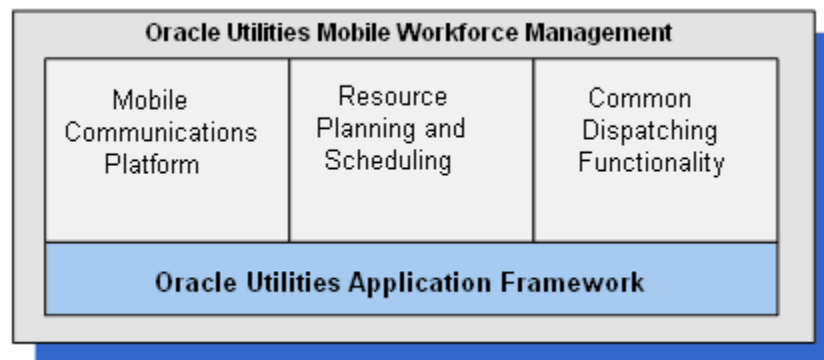 Oracle Utilities Mobile Workforce Management
Mobile
Communications
Platform
Resource
Planning and
Scheduling
Common
Dispatching
Functionality
Oracle Utilities Application Framework